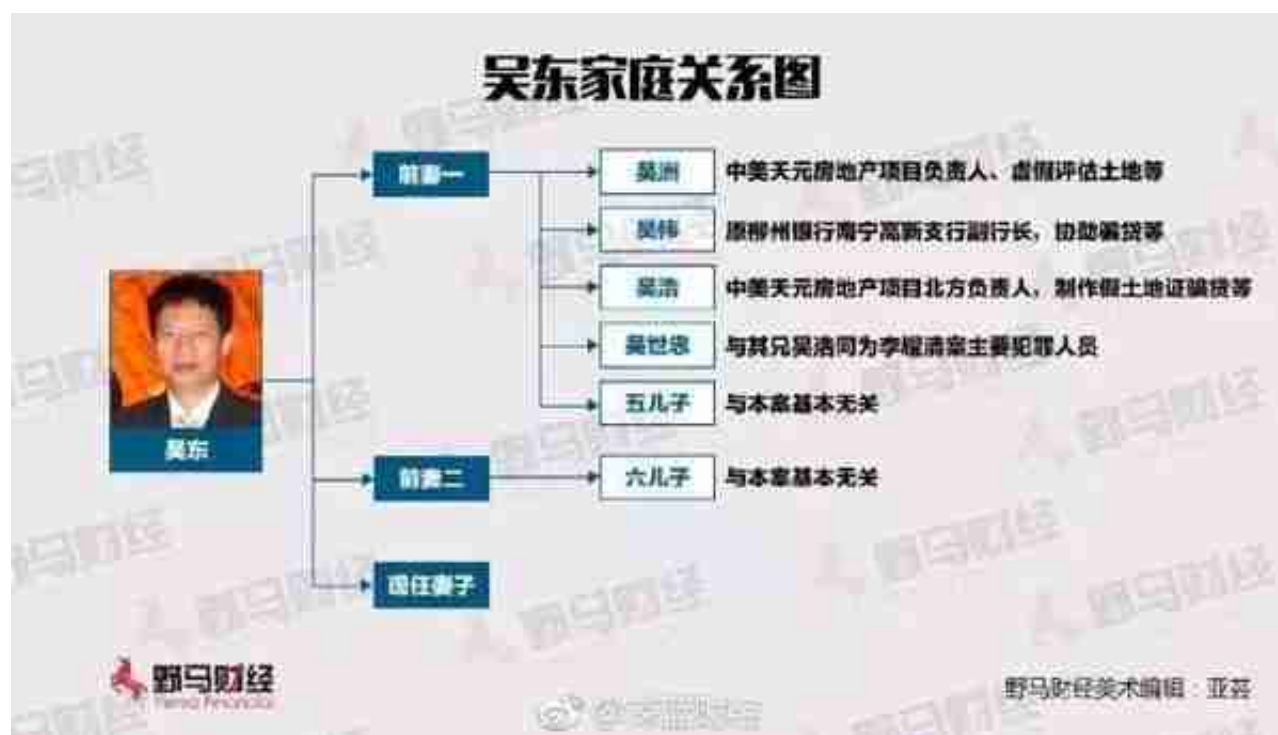 吴东家庭关系图
前妻一
吴洲
中美天元房地产项目负责人、虚假评估土地等
吴伟
原柳州银行南宁高新支行副行长，协助骗贷等
吴浩
中美天元房地产项目北方负责人，制作假土地证骗贷等
吴世忠
与其兄吴浩同为李耀清案主要犯罪人员
五儿子
与本案基本无关
吴东
前妻二
六儿子
与本案基本无关
现任妻子
野马财经
野马财经美术编辑：亚荟